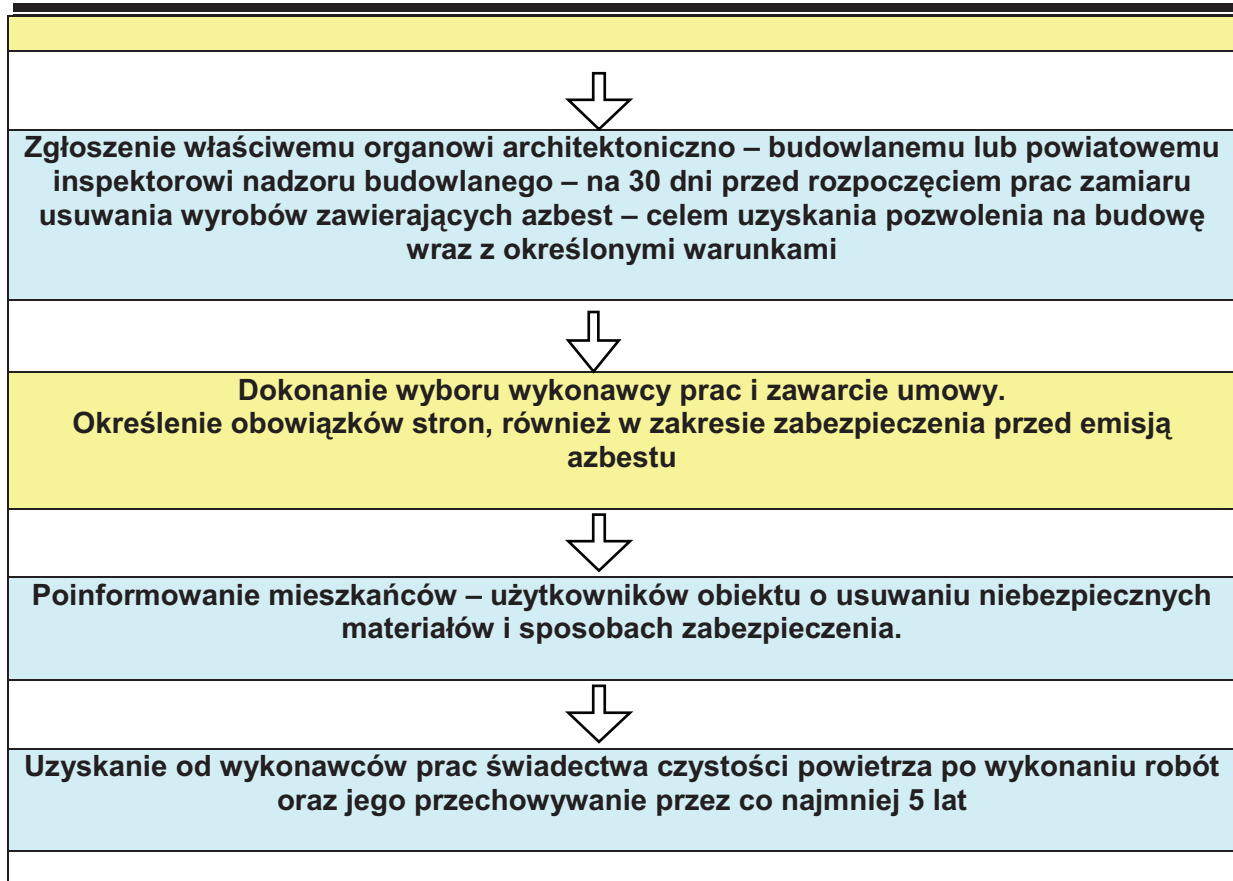 Zgłoszenie właściwemu organowi architektoniczno – budowlanemu lub powiatowemu
inspektorowi nadzoru budowlanego – na 30 dni przed rozpoczęciem prac zamiaru
usuwania wyrobów zawierających azbest – celem uzyskania pozwolenia na budowę
wraz z określonymi warunkami
Dokonanie wyboru wykonawcy prac i zawarcie umowy.
Określenie obowiązków stron, również w zakresie zabezpieczenia przed emisją
azbestu
Poinformowanie mieszkańców – użytkowników obiektu o usuwaniu niebezpiecznych
materiałów i sposobach zabezpieczenia.
Uzyskanie od wykonawców prac świadectwa czystości powietrza po wykonaniu robót
oraz jego przechowywanie przez co najmniej 5 lat